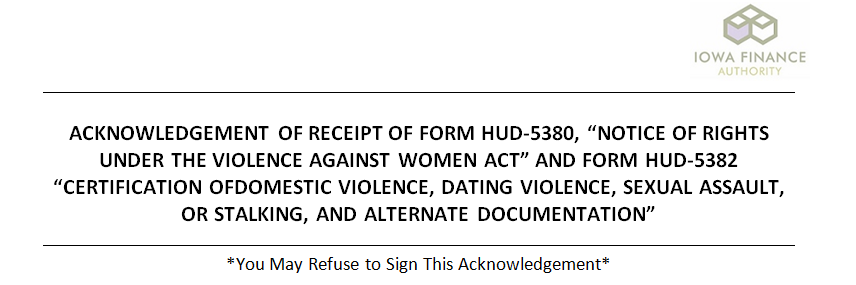 IOWA FINANCE
AUTHORITY
ACKNOWLEDGEMENT OF RECEIPT OF FORM HUD-5380, “NOTICE OF RIGHTS
UNDER THE VIOLENCE AGAINST WOMEN ACT” AND FORM HUD-5382
“CERTIFICATION OFDOMESTIC VIOLENCE, DATING VIOLENCE, SEXUAL ASSAULT,
OR STALKING, AND ALTERNATE DOCUMENTATION”
*You May Refuse to Sign This Acknowledgement*